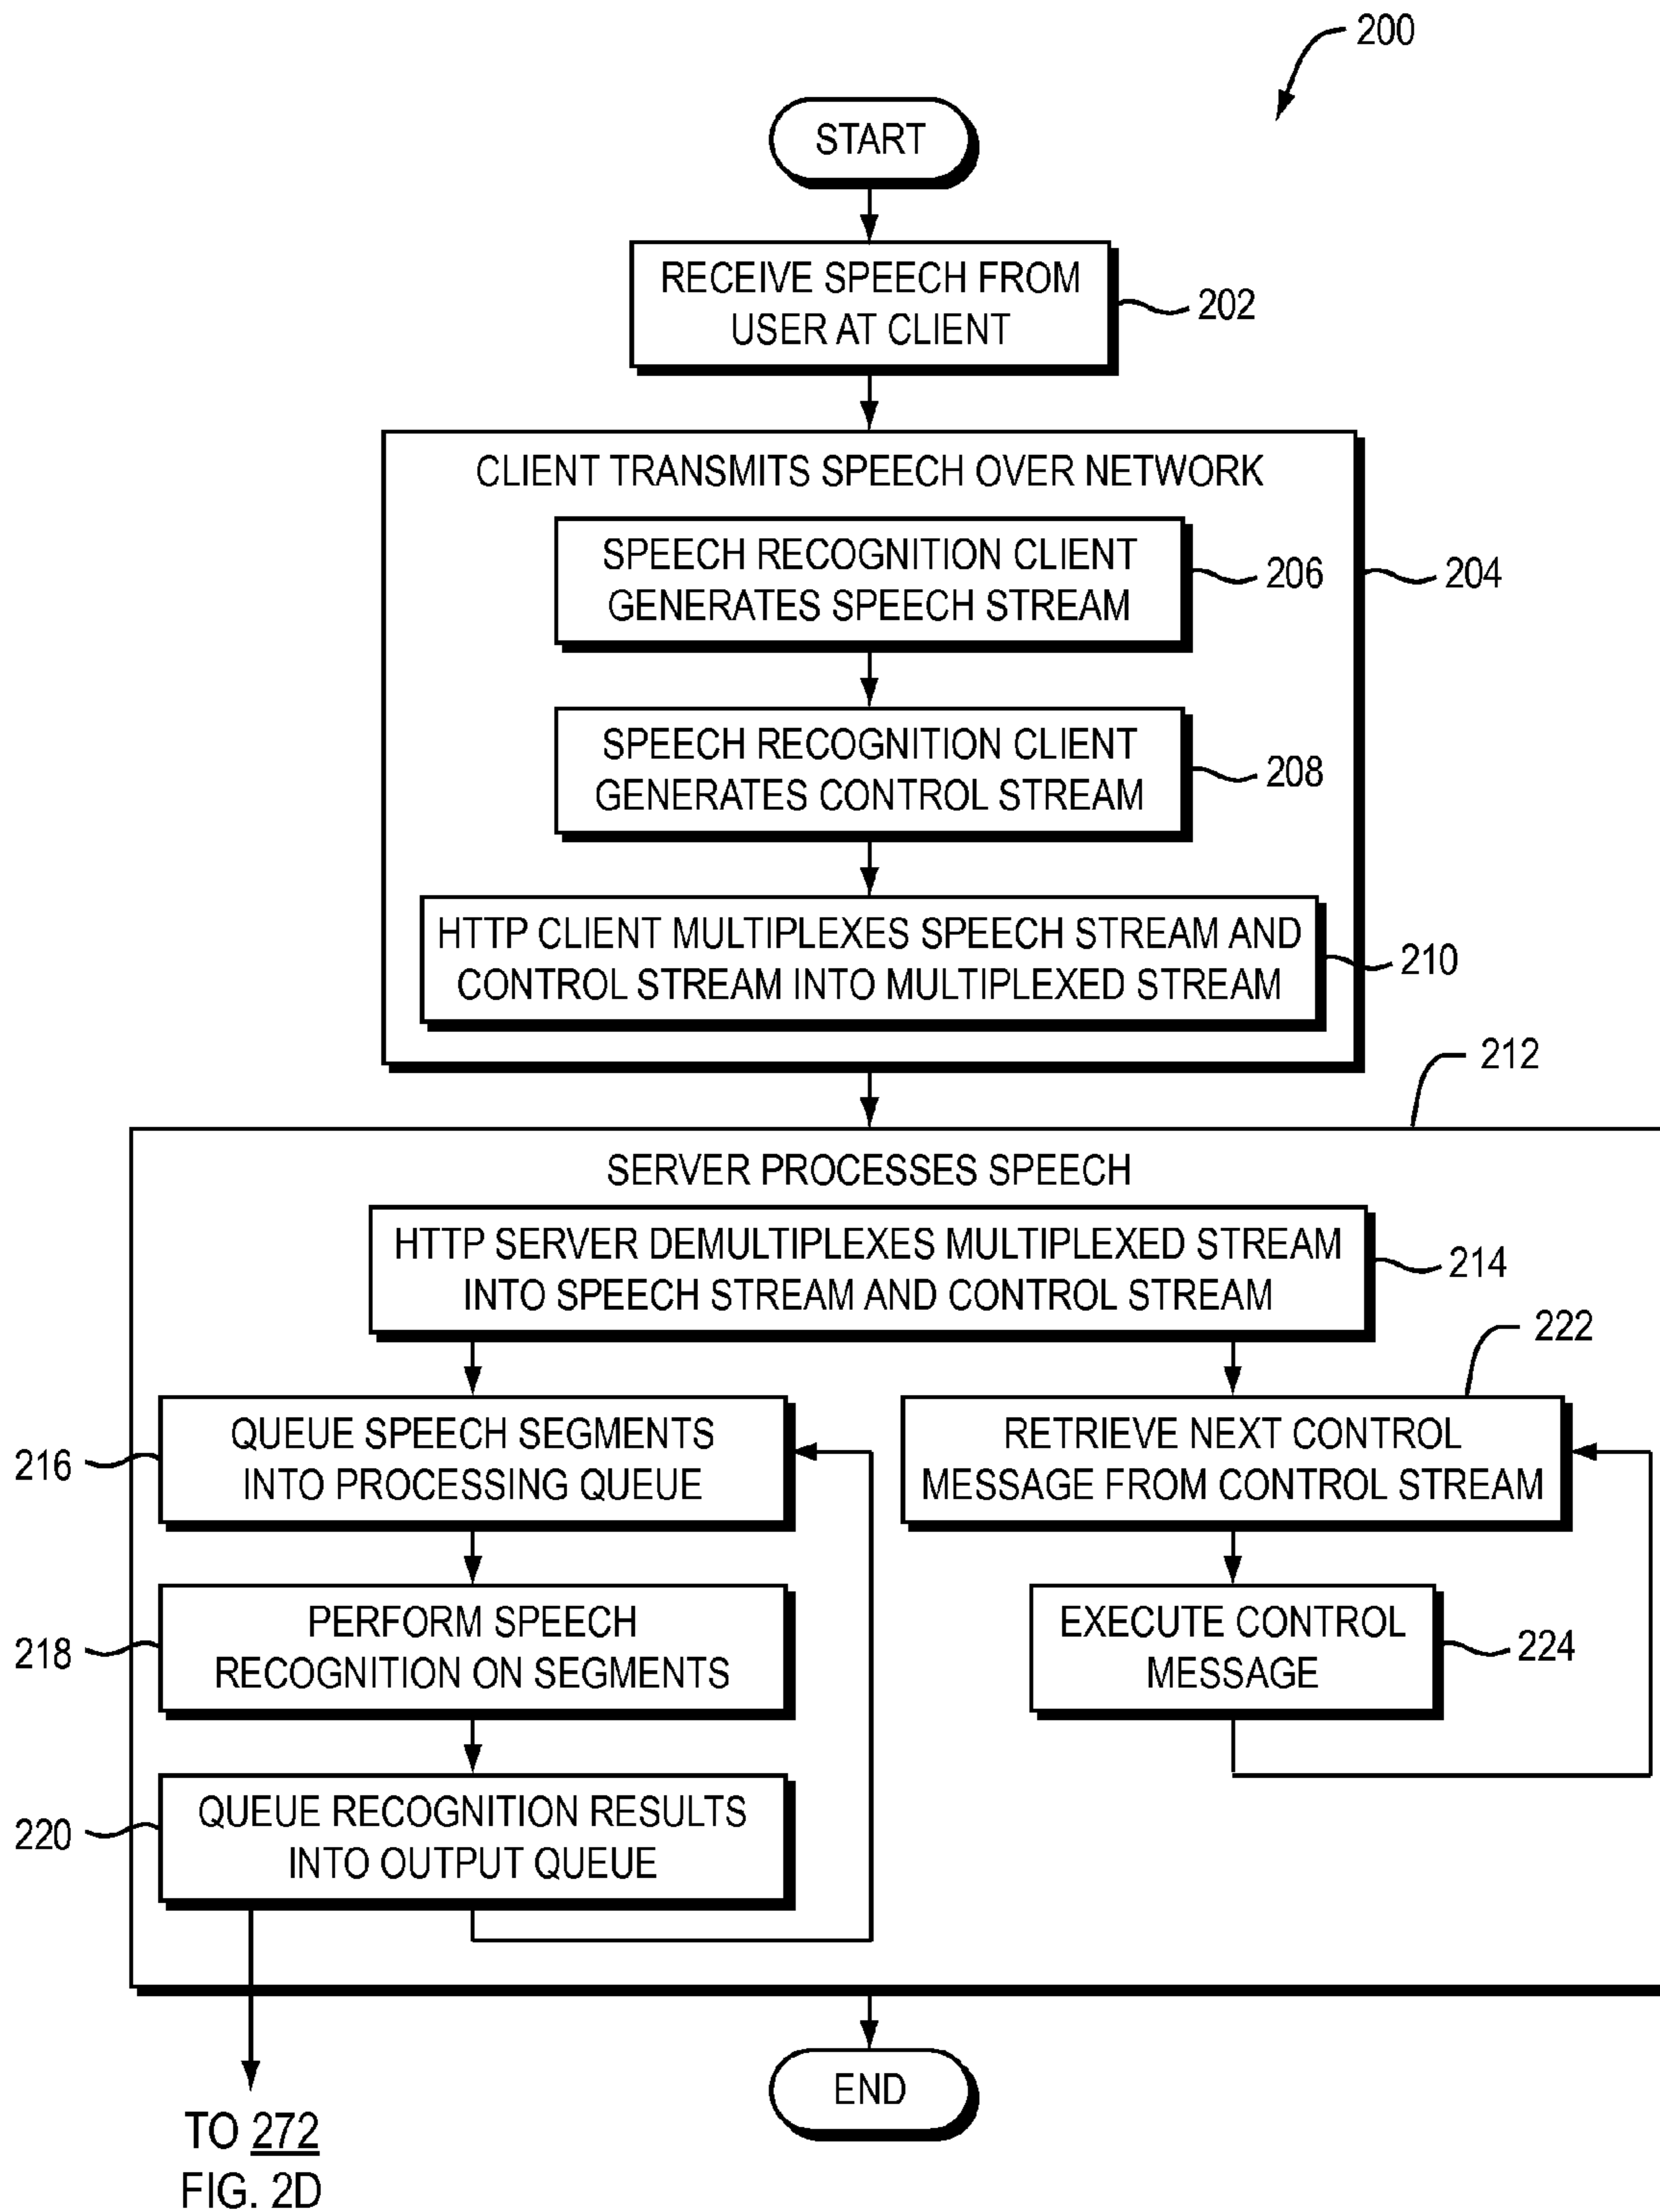 200
START
RECEIVE SPEECH FROM
USER AT CLIENT
202
CLIENT TRANSMITS SPEECH OVER NETWORK
SPEECH RECOGNITION CLIENT
GENERATES SPEECH STREAM
206
204
SPEECH RECOGNITION CLIENT
GENERATES CONTROL STREAM
208
HTTP CLIENT MULTIPLEXES SPEECH STREAM AND
CONTROL STREAM INTO MULTIPLEXED STREAM
210
212
SERVER PROCESSES SPEECH
HTTP SERVER DEMULTIPLEXES MULTIPLEXED STREAM
INTO SPEECH STREAM AND CONTROL STREAM
214
222
QUEUE SPEECH SEGMENTS
INTO PROCESSING QUEUE
216
RETRIEVE NEXT CONTROL
MESSAGE FROM CONTROL STREAM
PERFORM SPEECH
RECOGNITION ON SEGMENTS
218
EXECUTE CONTROL
MESSAGE
224
QUEUE RECOGNITION RESULTS
INTO OUTPUT QUEUE
220
END
TO 272
FIG. 2D